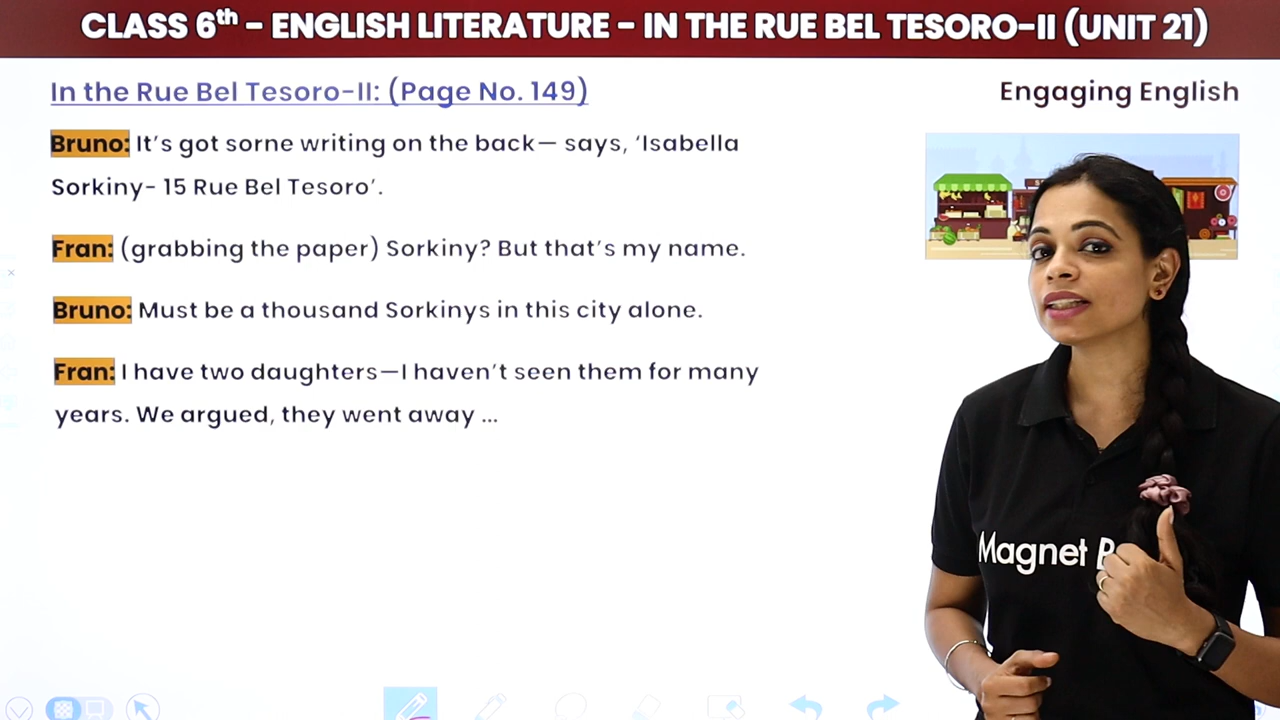 CLASS 6th - ENGLISH LITERATURE - IN THE RUE BEL TESORO-II (UNIT 21)
In the Rue Bel Tesoro-II: (Page No. 149)
Engaging English
Bruno: It's got sorne writing on the back— says, 'Isabella
Sorkiny- 15 Rue Bel Tesoro'.
Fran: (grabbing the paper) Sorkiny? But that's my name.
Bruno: Must be a thousand Sorkinys in this city alone.
Fran: I have two daughters—I haven't seen them for many
years. We argued, they went away ...
Magnet B